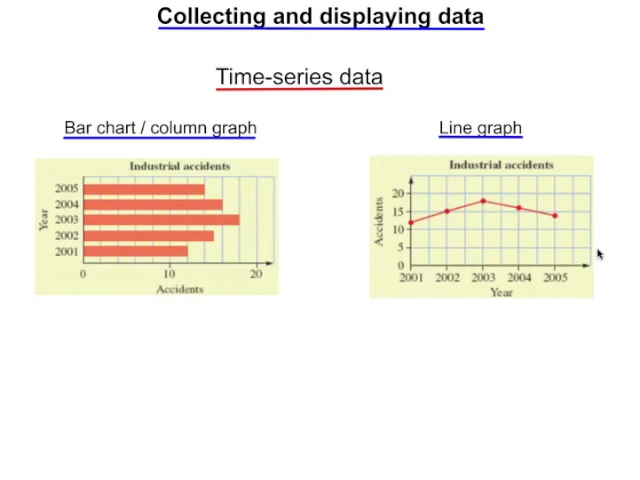 Collecting and displaying data
Time-series data
Bar chart / column graph
Line graph
Industrial accidents
Year
2005
2004
2003
2002
2001
0 10 20
Accidents
Industrial accidents
Accidents
20
15
10
5
0
2001 2002 2003 2004 2005
Year